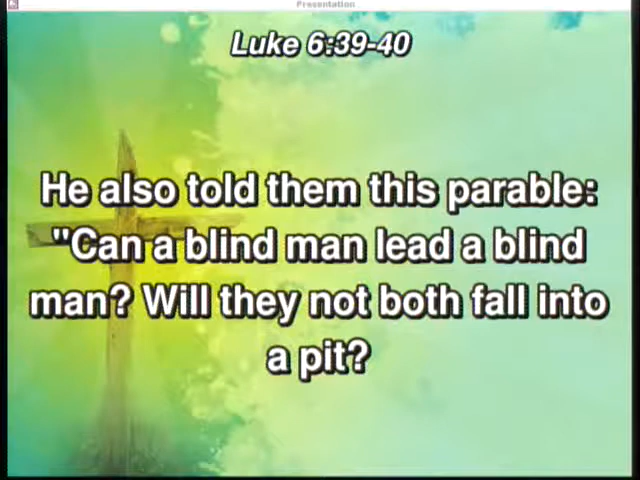 Presentation
Luke 6:39-40
He also told them this parable:
"Can a blind man lead a blind
man? Will they not both fall into
a pit?